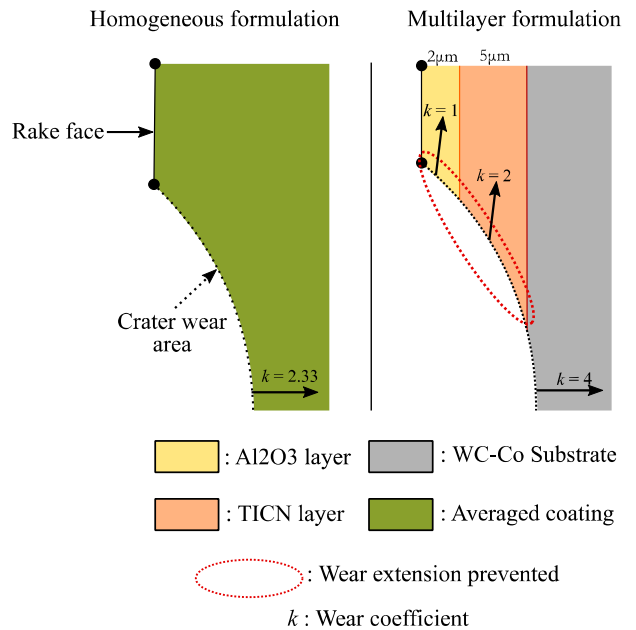 Homogeneous formulation
Multilayer formulation
2μm
5μm
k = 1
k = 2
Rake face
Crater wear
area
k = 2.33
k = 4
: Al2O3 layer
: WC-Co Substrate
: TICN layer
: Averaged coating
: Wear extension prevented
k : Wear coefficient